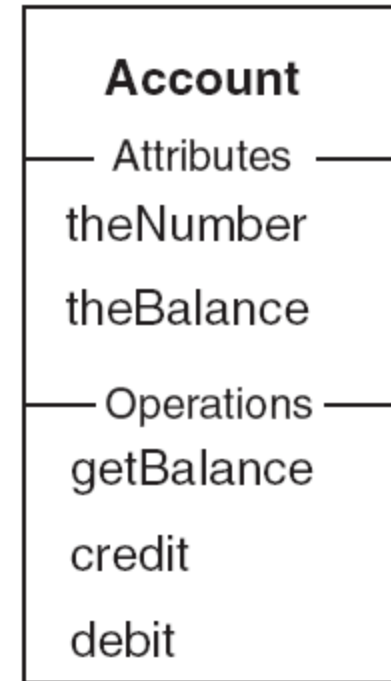 Account
Attributes
theNumber
theBalance
Operations
getBalance
credit
debit